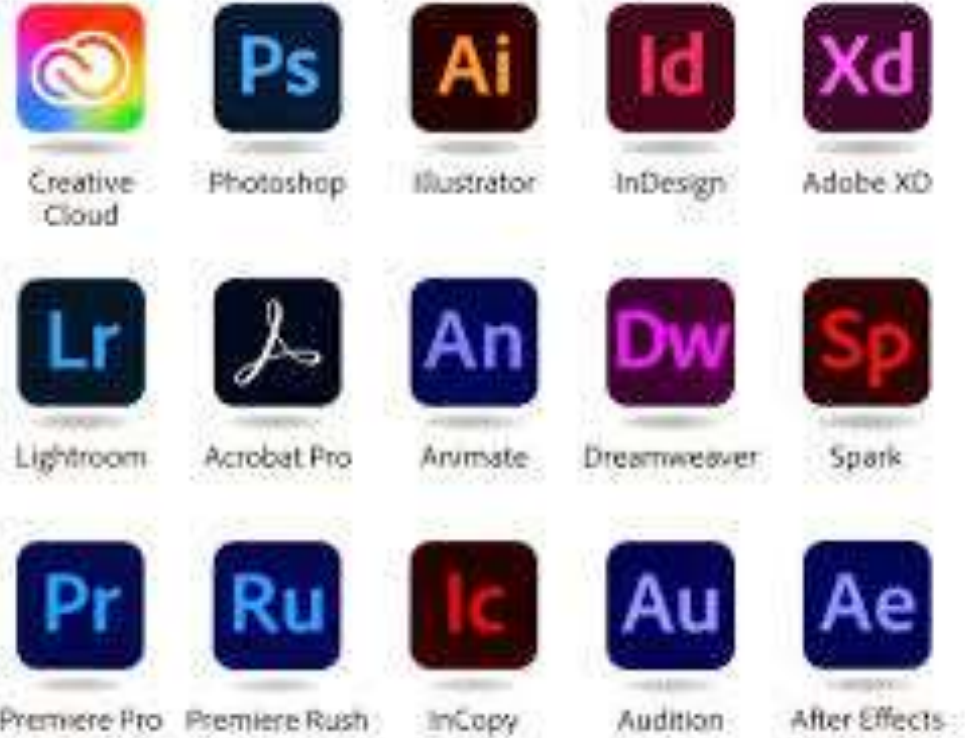 Ps
Ai
Id
Xd
Creative
Cloud
Photoshop
Illustrator
InDesign
Adobe XD
Lr
An
Dw
Sp
Lightroom
Acrobat Pro
Animate
Dreamweaver
Spark
Pr
Ru
Ic
Au
Ae
Premiere Pro
Premiere Rush
InCopy
Audition
After Effects